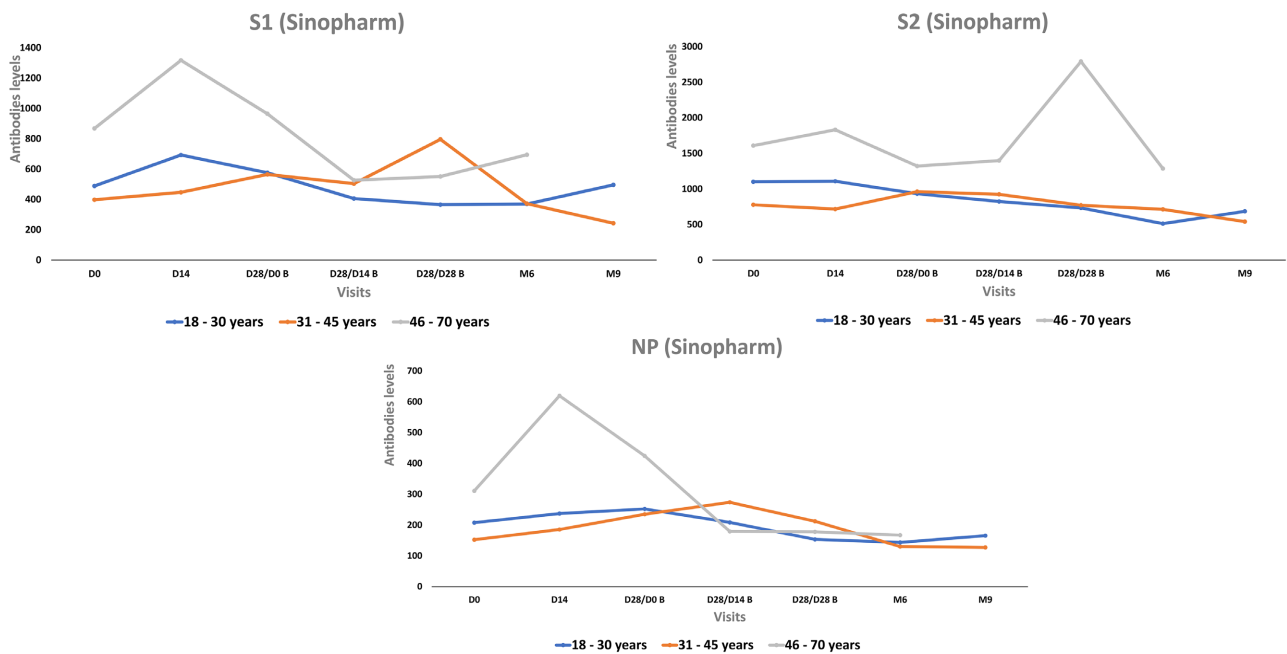 S1 (Sinopharm)
Antibodies levels
1400
1200
1000
800
600
400
200
0
D0 D14 D28/D0 B D28/D14 B D28/D28 B M6 M9
Visits
18 - 30 years 31 - 45 years 46 - 70 years
S2 (Sinopharm)
Antibodies levels
3000
2500
2000
1500
1000
500
0
D0 D14 D28/D0 B D28/D14 B D28/D28 B M6 M9
Visits
18 - 30 years 31 - 45 years 46 - 70 years
NP (Sinopharm)
Antibodies levels
700
600
500
400
300
200
100
0
D0 D14 D28/D0 B D28/D14 B D28/D28 B M6 M9
Visits
18 - 30 years 31 - 45 years 46 - 70 years